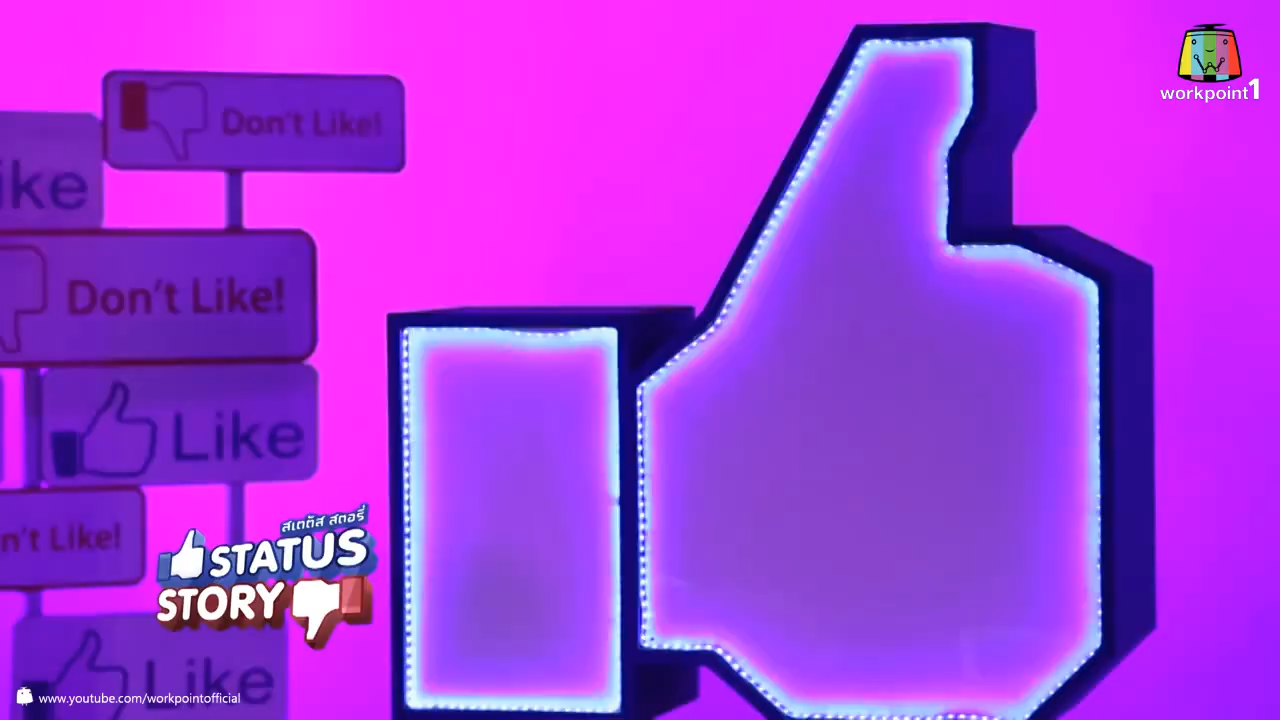 workpoint1
Don't Like!
ike
Don't Like!
Like
n't Like!
สเตตัส สตอรี่
STATUS
STORY
Like
www.youtube.com/workpointofficial